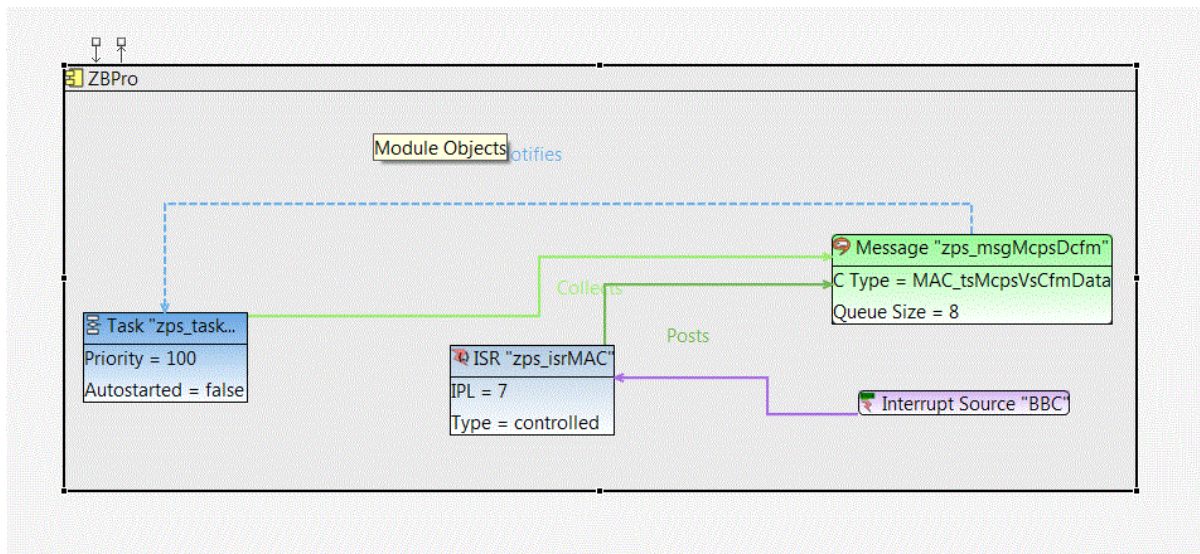 ZBPro
Module Objects
otifies
Message "zps_msgMcpsDcfm"
C Type = MAC_tsMcpsVsCfmData
Queue Size = 8
Collects
Task "zps_task...
Priority = 100
Autostarted = false
Posts
ISR "zps_isrMAC"
IPL = 7
Type = controlled
Interrupt Source "BBC"